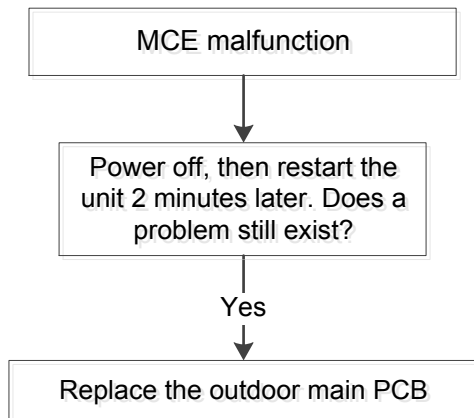 MCE malfunction
Power off, then restart the
unit 2 minutes later. Does a
problem still exist?
Yes
Replace the outdoor main PCB